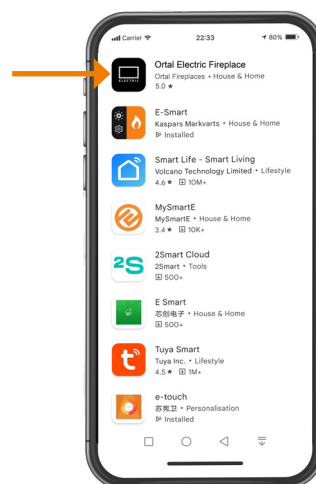 Carrier 22:33 80%
Ortal Electric Fireplace
ELECTRIC
Ortal Fireplaces • House & Home
5.0 ★
E-Smart
Kaspars Markvarts • House & Home
Installed
Smart Life - Smart Living
Volcano Technology Limited • Lifestyle
4.6 ★ 10M+
MySmartE
MySmartE • House & Home
3.4 ★ 10K+
2S
2Smart Cloud
2Smart • Tools
500+
E Smart
芯创电子 • House & Home
500+
t
Tuya Smart
Tuya Inc. • Lifestyle
4.5 ★ 1M+
e-touch
苏宪卫 • Personalisation
Installed